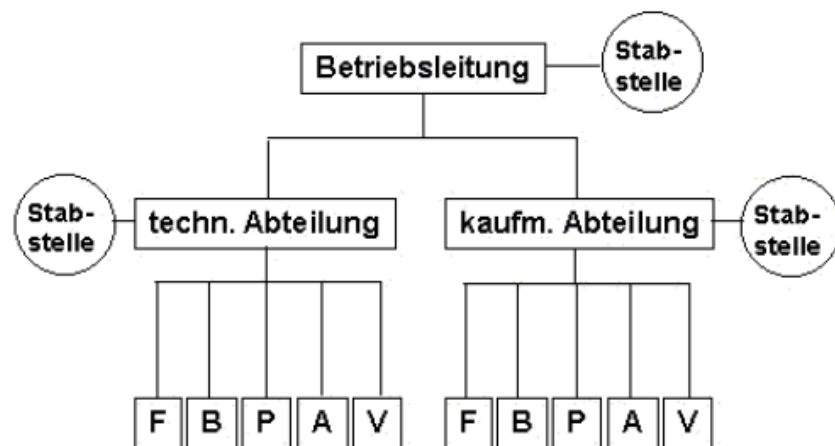 Betriebsleitung
Stab-
stelle
Stab-
stelle
techn. Abteilung
kaufm. Abteilung
Stab-
stelle
F B P A V
F B P A V